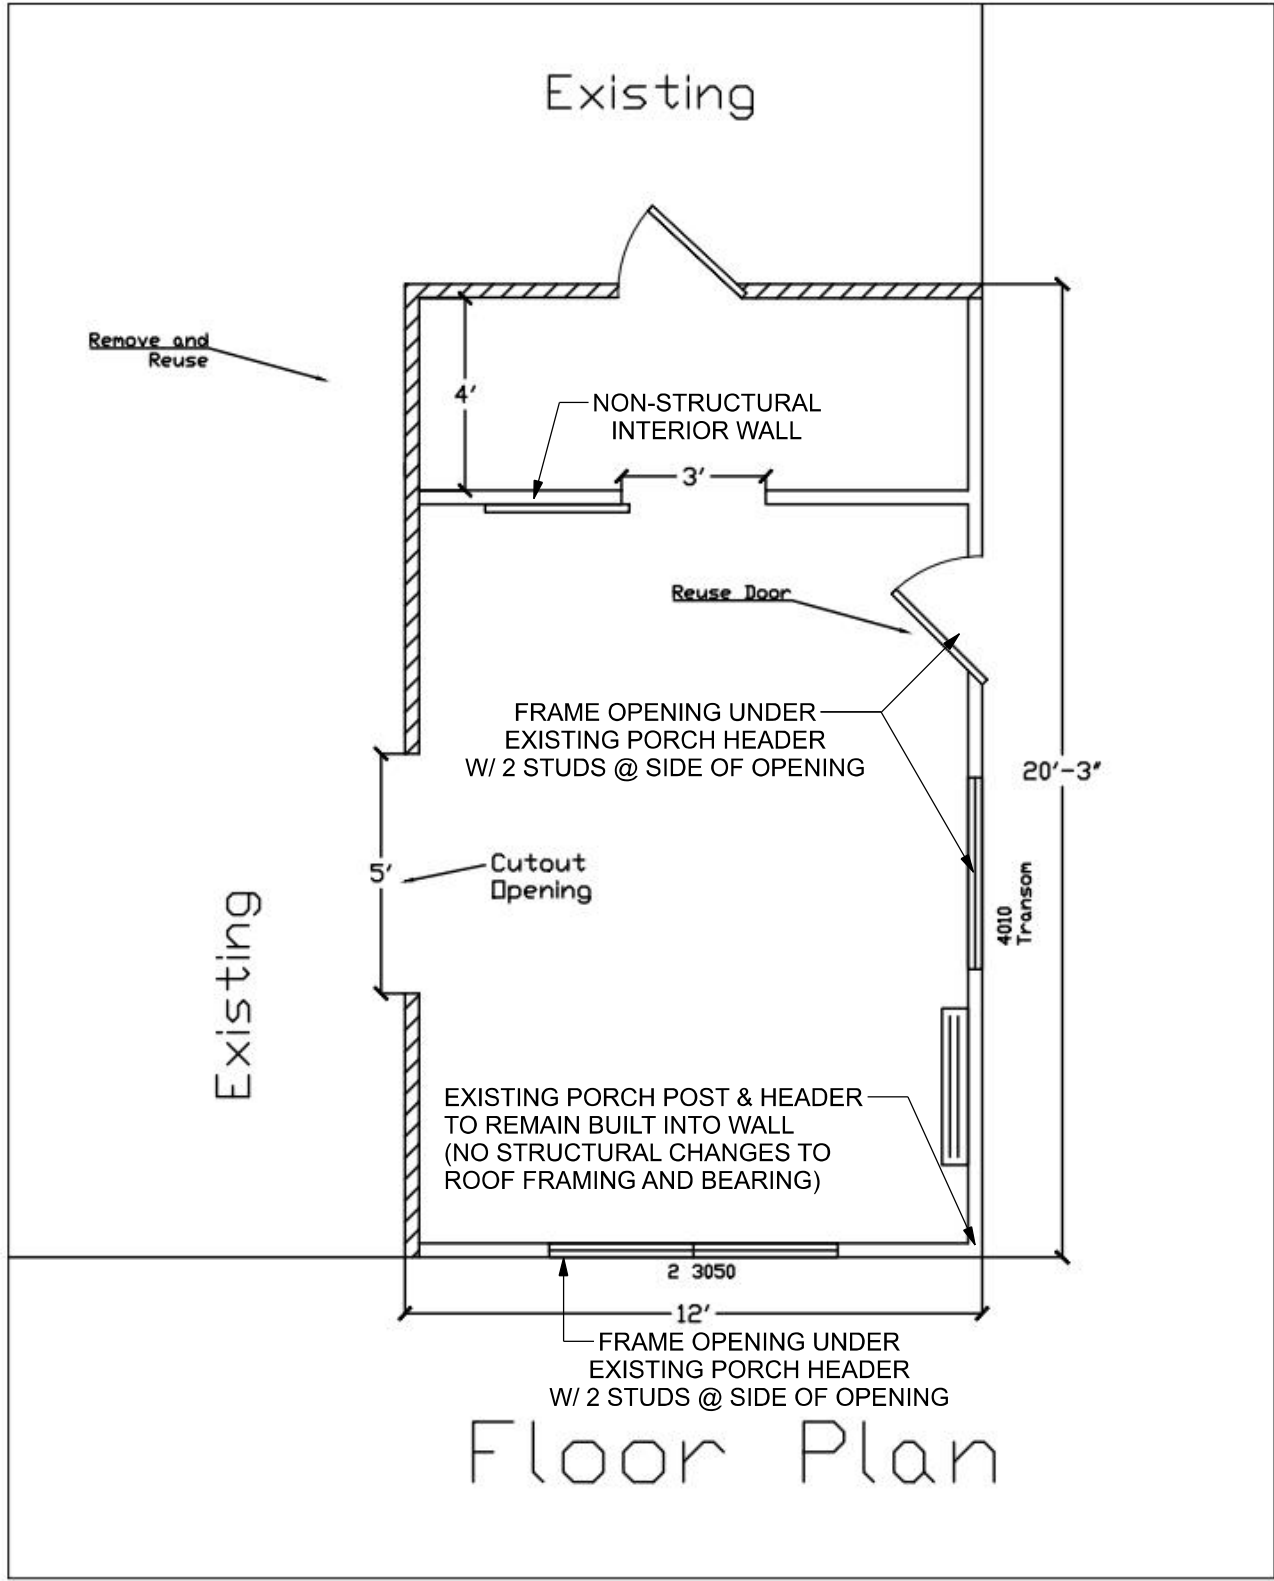 Existing
Remove and
Reuse
4'
NON-STRUCTURAL
INTERIOR WALL
3'
Reuse Door
FRAME OPENING UNDER
EXISTING PORCH HEADER
W/ 2 STUDS @ SIDE OF OPENING
20'-3"
5'
Cutout
Opening
4010
Transom
Existing
EXISTING PORCH POST & HEADER
TO REMAIN BUILT INTO WALL
(NO STRUCTURAL CHANGES TO
ROOF FRAMING AND BEARING)
2 3050
12'
FRAME OPENING UNDER
EXISTING PORCH HEADER
W/ 2 STUDS @ SIDE OF OPENING
Floor Plan